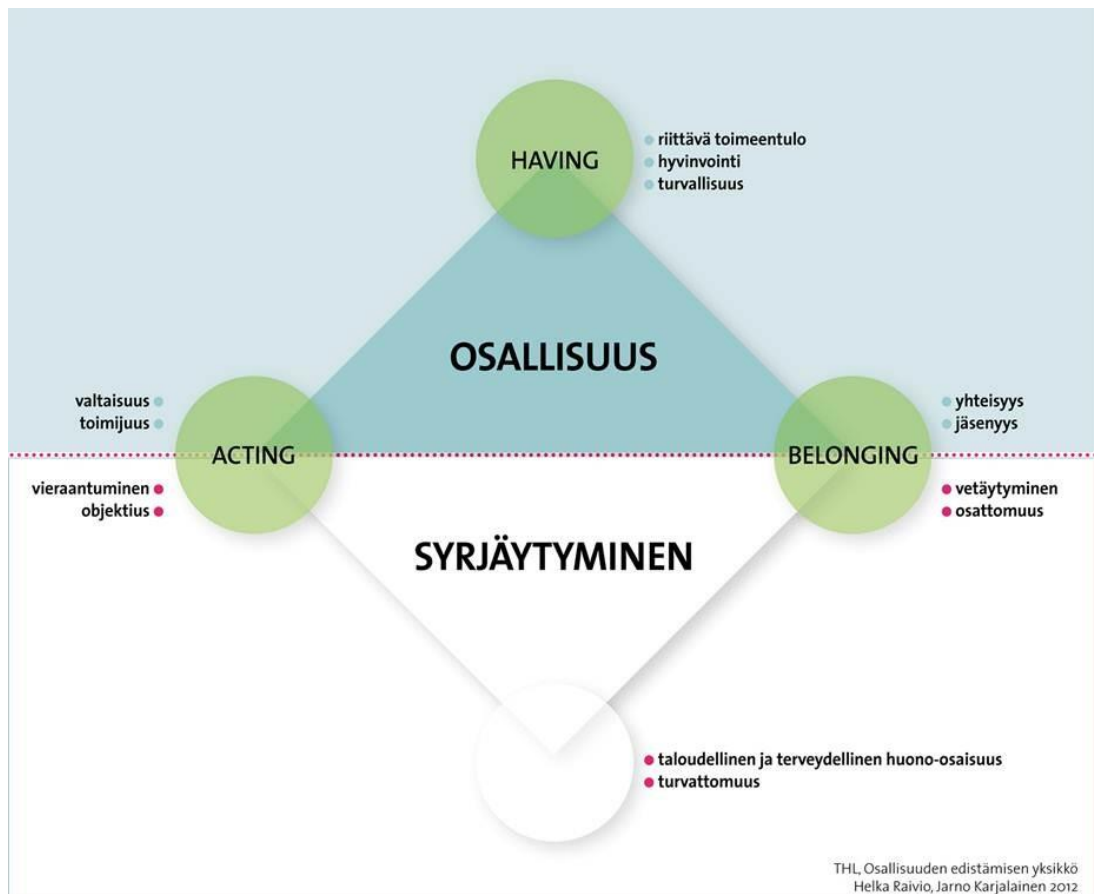 HAVING
riittävä toimeentulo
hyvinvointi
turvallisuus
OSALLISUUS
valtaisuus
toimijuus
yhteisyys
jäsenyys
ACTING
BELONGING
vieraantuminen
objektius
vetäytyminen
osattomuus
SYRJÄYTYMINEN
taloudellinen ja terveydellinen huono-osaisuus
turvattomuus
THL, Osallisuuden edistämisen yksikkö
Helka Raivio, Jarno Karjalainen 2012